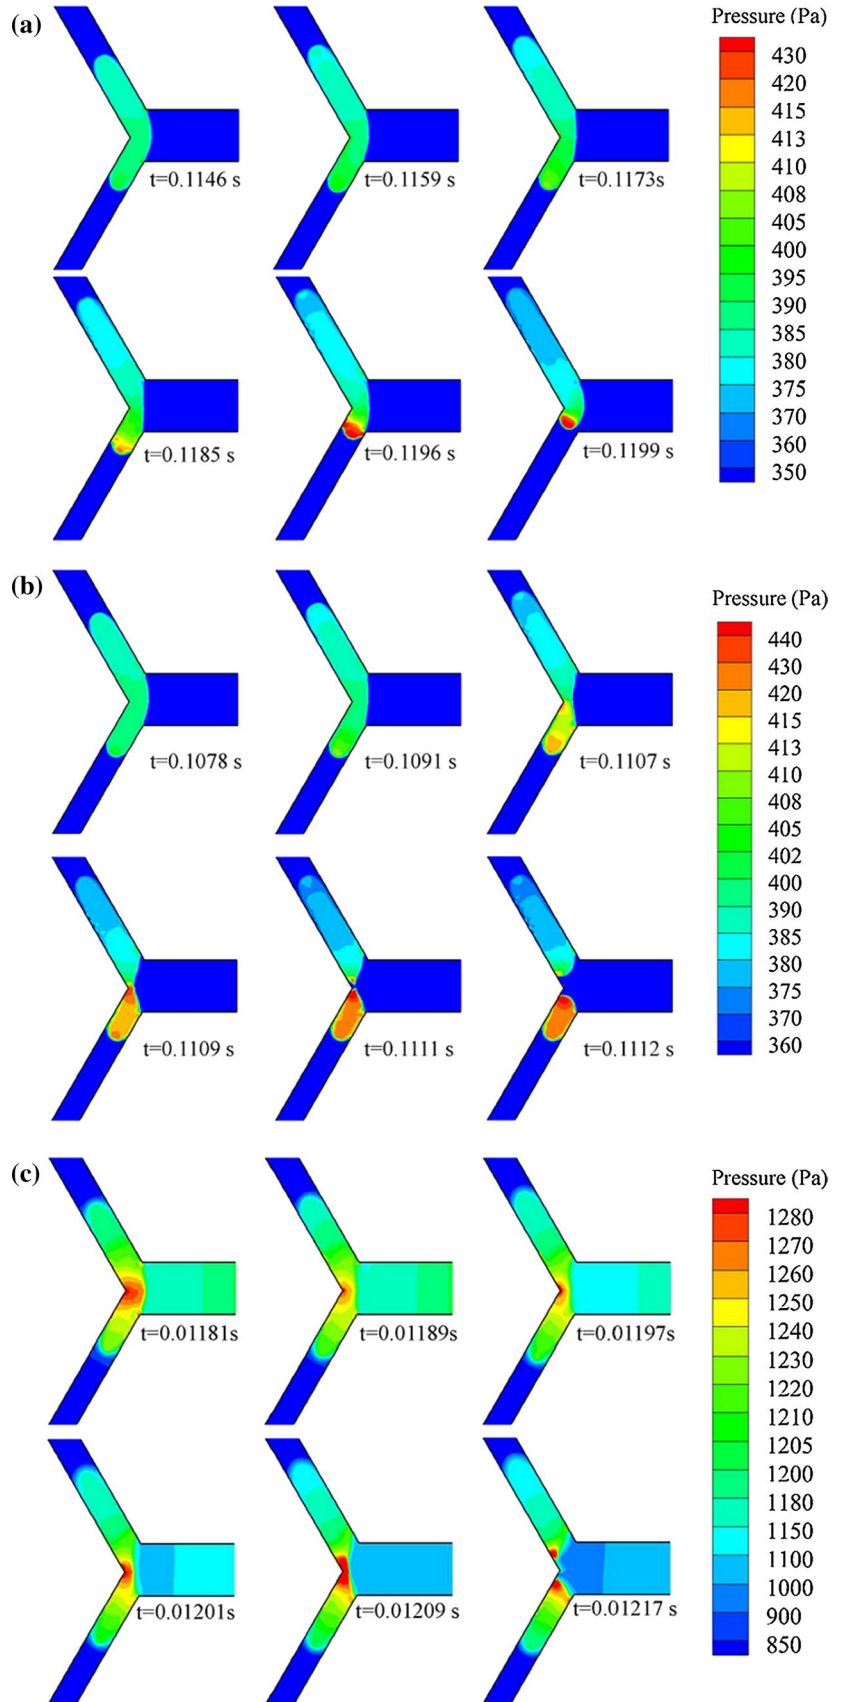 (a)
Pressure (Pa)
430
420
415
413
410
408
405
400
395
390
385
380
375
370
360
350
t=0.1146 s
t=0.1159 s
t=0.1173s
t=0.1185 s
t=0.1196 s
t=0.1199 s
(b)
Pressure (Pa)
440
430
420
415
413
410
408
405
402
400
390
385
380
375
370
360
t=0.1078 s
t=0.1091 s
t=0.1107 s
t=0.1109 s
t=0.1111 s
t=0.1112 s
(c)
Pressure (Pa)
1280
1270
1260
1250
1240
1230
1220
1210
1205
1200
1180
1150
1100
1000
900
850
t=0.01181s
t=0.01189s
t=0.01197s
t=0.01201s
t=0.01209 s
t=0.01217 s